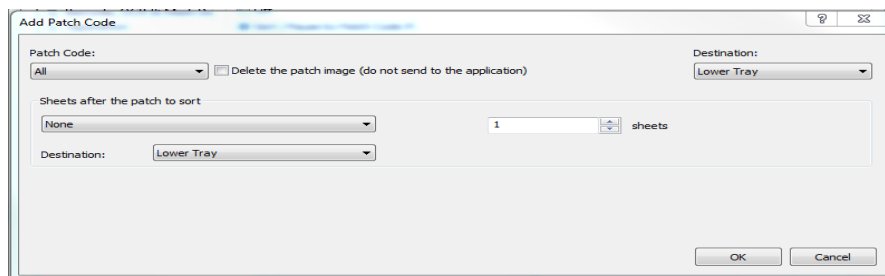 Add Patch Code
Patch Code:
Destination:
All
Delete the patch image (do not send to the application)
Lower Tray
Sheets after the patch to sort
None
1
sheets
Destination:
Lower Tray
OK
Cancel